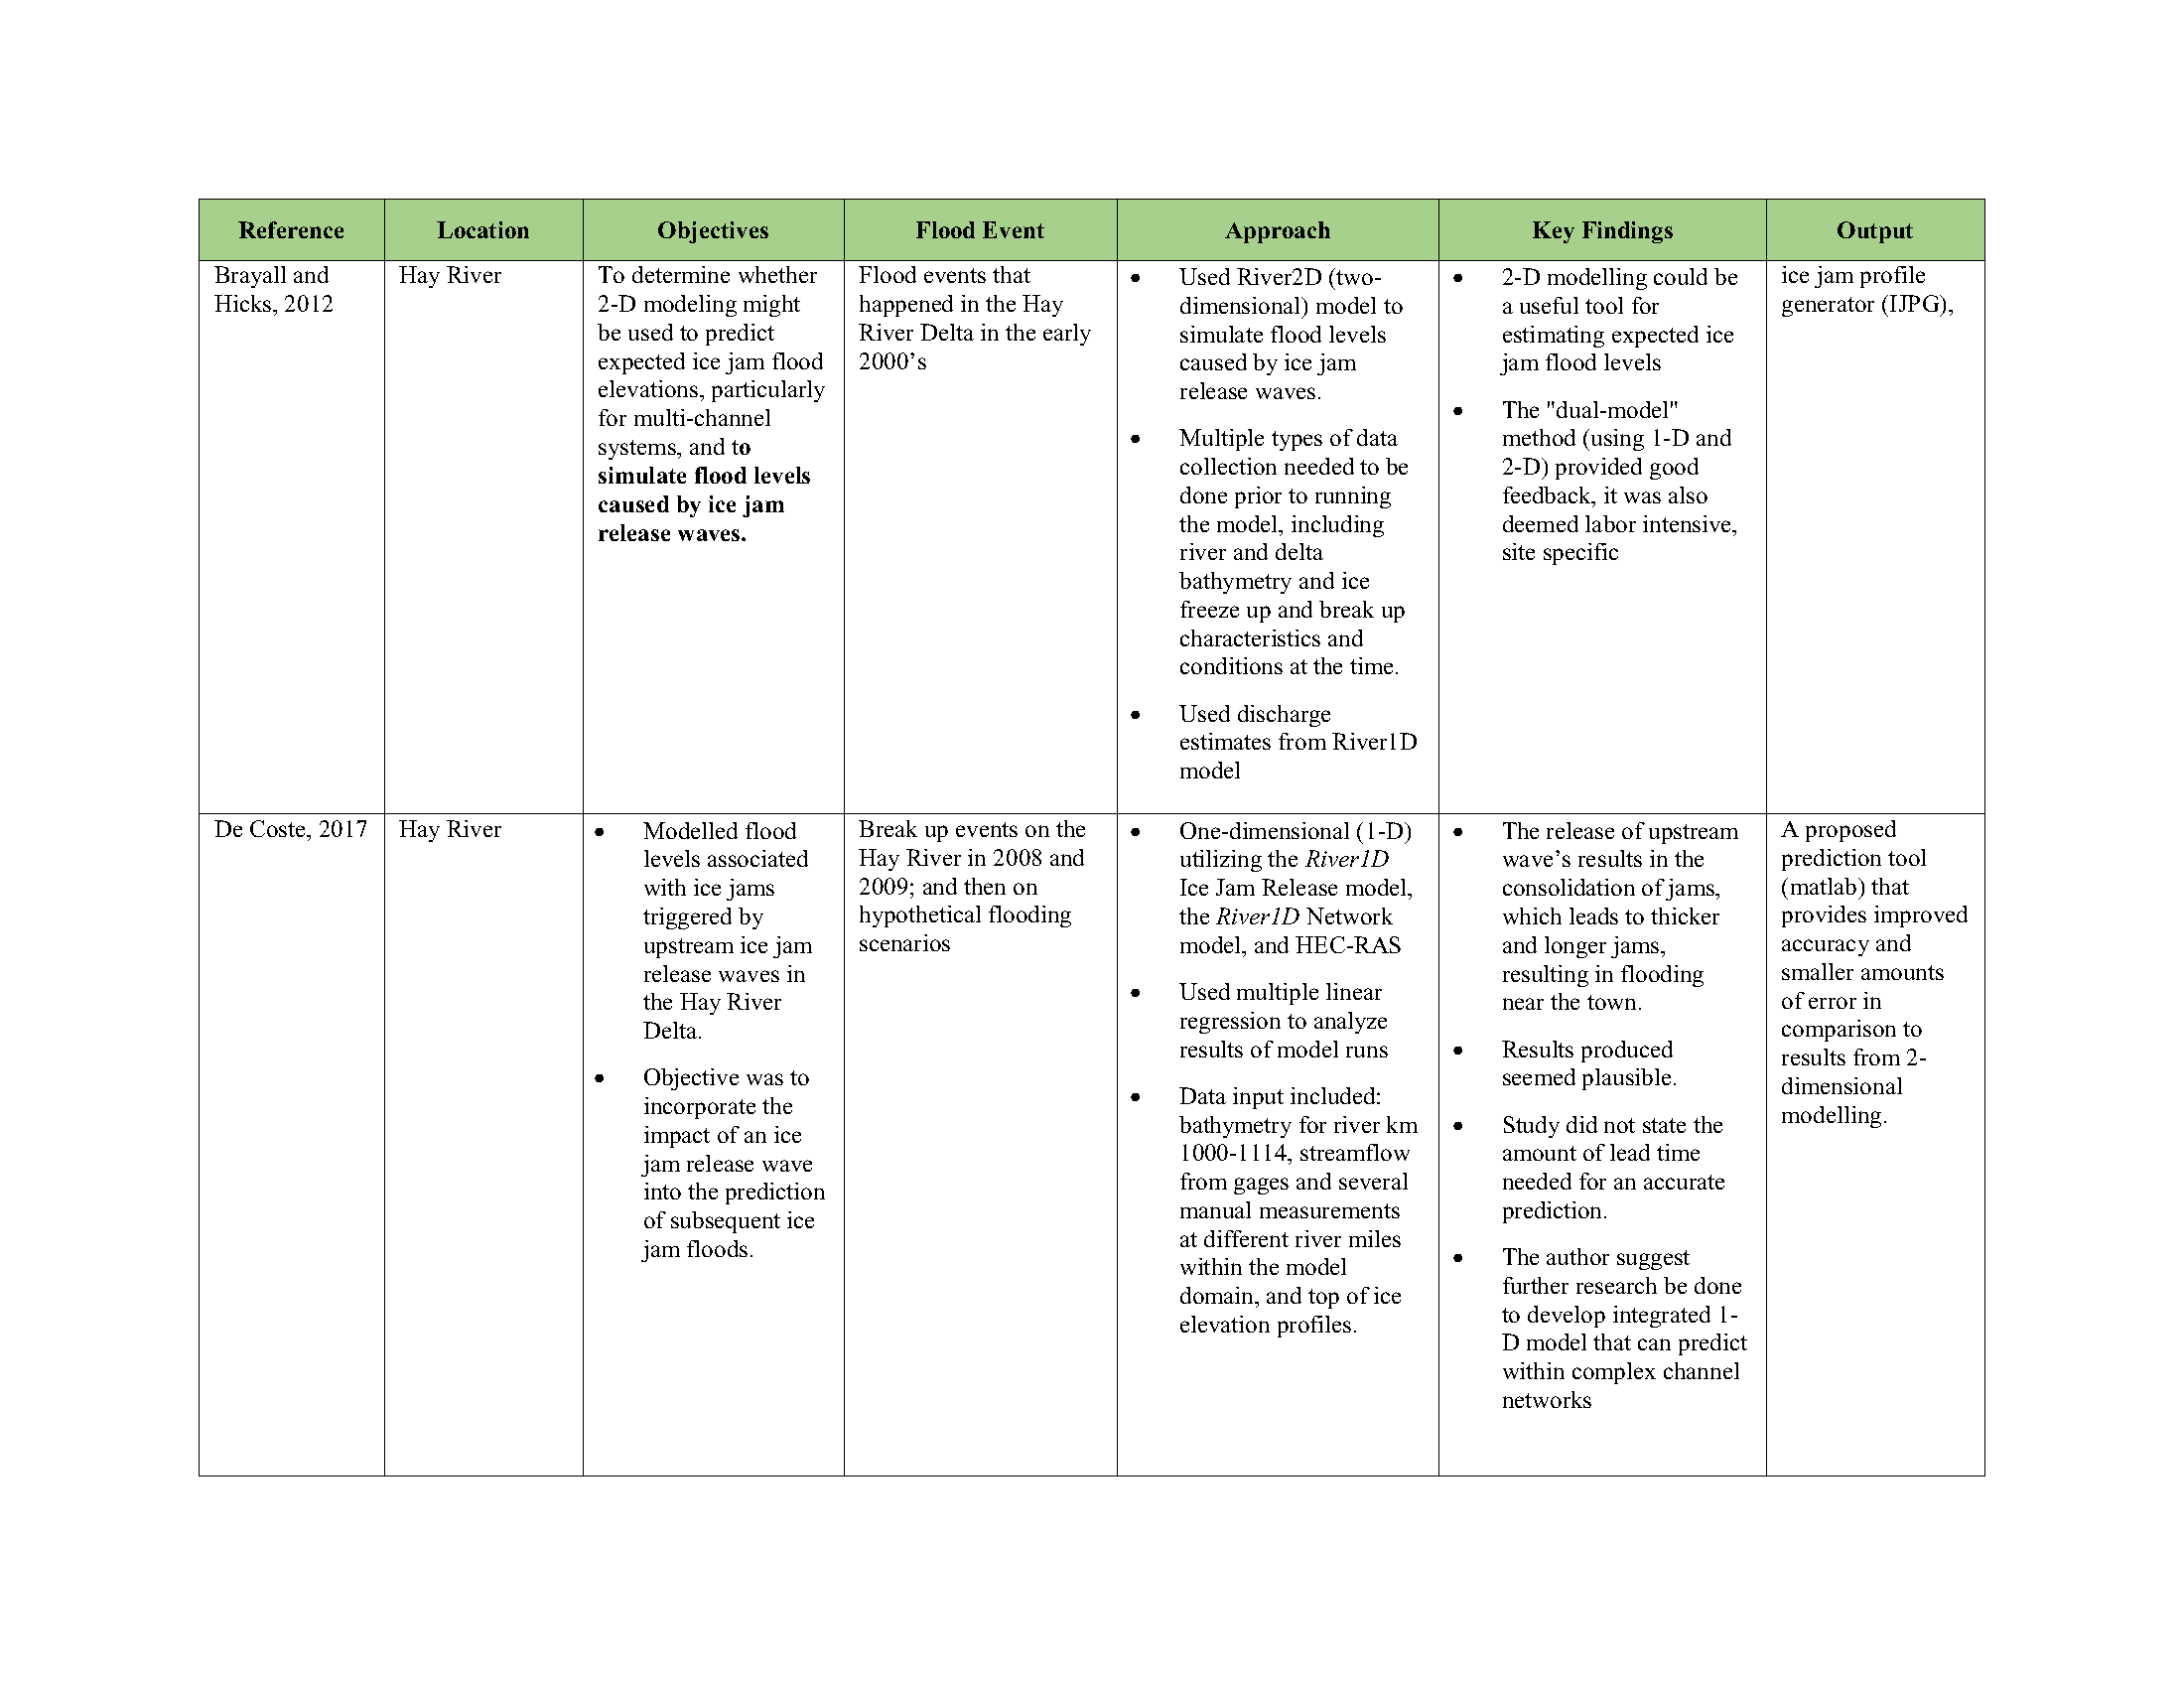 Reference
Location
Objectives
Flood Event
Approach
Key Findings
Output
Brayall and
Hicks, 2012
Hay River
To determine whether
2-D modeling might
be used to predict
expected ice jam flood
elevations, particularly
for multi-channel
systems, and to
simulate flood levels
caused by ice jam
release waves.
Flood events that
happened in the Hay
River Delta in the early
2000’s
• Used River2D (two-
dimensional) model to
simulate flood levels
caused by ice jam
release waves.
• Multiple types of data
collection needed to be
done prior to running
the model, including
river and delta
bathymetry and ice
freeze up and break up
characteristics and
conditions at the time.
• Used discharge
estimates from River1D
model
• 2-D modelling could be
a useful tool for
estimating expected ice
jam flood levels
• The "dual-model"
method (using 1-D and
2-D) provided good
feedback, it was also
deemed labor intensive,
site specific
ice jam profile
generator (IJPG),
De Coste, 2017
Hay River
• Modelled flood
levels associated
with ice jams
triggered by
upstream ice jam
release waves in
the Hay River
Delta.
• Objective was to
incorporate the
impact of an ice
jam release wave
into the prediction
of subsequent ice
jam floods.
Break up events on the
Hay River in 2008 and
2009; and then on
hypothetical flooding
scenarios
• One-dimensional (1-D)
utilizing the River1D
Ice Jam Release model,
the River1D Network
model, and HEC-RAS
• Used multiple linear
regression to analyze
results of model runs
• Data input included:
bathymetry for river km
1000-1114, streamflow
from gages and several
manual measurements
at different river miles
within the model
domain, and top of ice
elevation profiles.
• The release of upstream
wave’s results in the
consolidation of jams,
which leads to thicker
and longer jams,
resulting in flooding
near the town.
• Results produced
seemed plausible.
• Study did not state the
amount of lead time
needed for an accurate
prediction.
• The author suggest
further research be done
to develop integrated 1-
D model that can predict
within complex channel
networks
A proposed
prediction tool
(matlab) that
provides improved
accuracy and
smaller amounts
of error in
comparison to
results from 2-
dimensional
modelling.